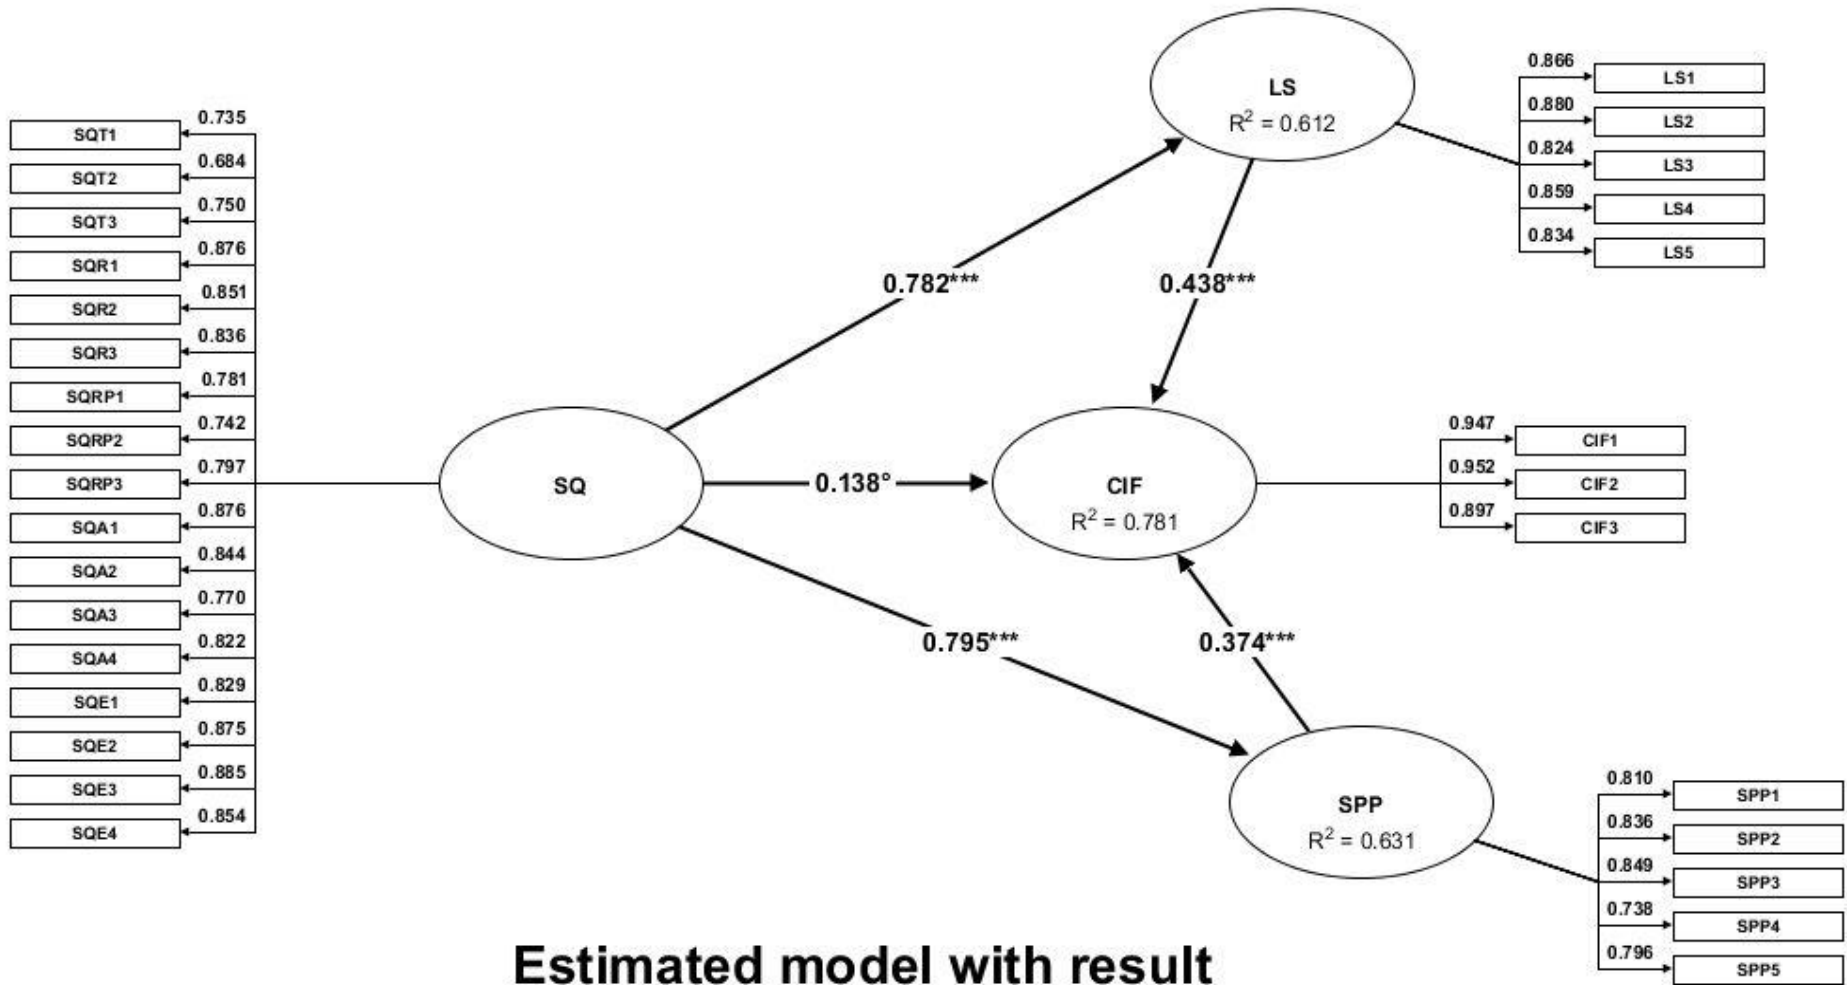 0.735
SQT1
0.684
SQT2
0.750
SQT3
0.876
SQR1
0.851
SQR2
0.836
SQR3
0.781
SQRP1
0.742
SQRP2
0.797
SQRP3
0.876
SQA1
0.844
SQA2
0.770
SQA3
0.822
SQA4
0.829
SQE1
0.875
SQE2
0.885
SQE3
0.854
SQE4
SQ
0.782***
0.138°
0.795***
LS
R² = 0.612
0.438***
CIF
R² = 0.781
0.374***
SPP
R² = 0.631
0.866
LS1
0.880
LS2
0.824
LS3
0.859
LS4
0.834
LS5
0.947
CIF1
0.952
CIF2
0.897
CIF3
0.810
SPP1
0.836
SPP2
0.849
SPP3
0.738
SPP4
0.796
SPP5
Estimated model with result